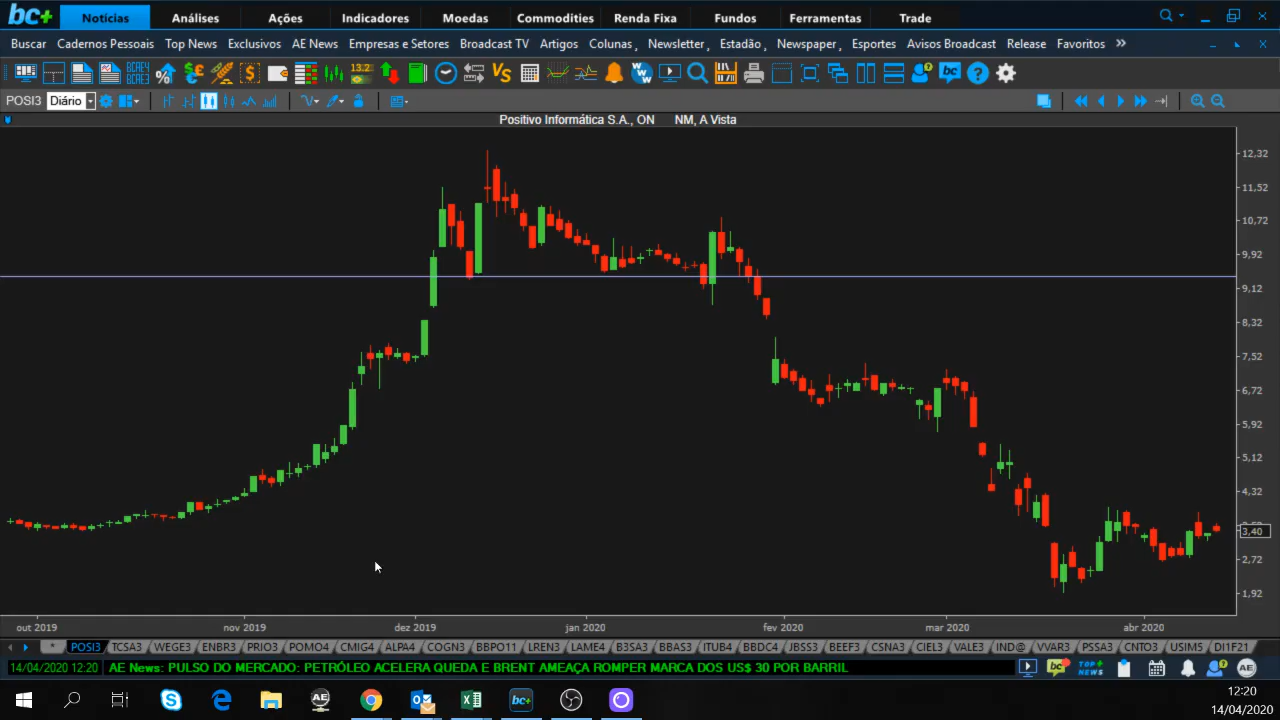 bc+ Notícias Análises Ações Indicadores Moedas Commodities Renda Fixa Fundos Ferramentas Trade
Buscar Cadernos Pessoais Top News Exclusivos AE News Empresas e Setores Broadcast TV Artigos Colunas , Newsletter , Estadão , Newspaper , Esportes Avisos Broadcast Release Favoritos »
POSI3 Diário
Positivo Informática S.A., ON NM, A Vista
12,32
11,52
10,72
9,92
9,12
8,32
7,52
6,72
5,92
5,12
4,32
3,40
2,72
1,92
out 2019 nov 2019 dez 2019 jan 2020 fev 2020 mar 2020 abr 2020
* POSI3 TCSA3 WEGE3 ENBR3 PRIO3 POMO4 CMIG4 ALPA4 COGN3 BBPO11 LREN3 LAME4 B3SA3 BBAS3 ITUB4 BBDC4 JBSS3 BEEF3 CSNA3 CIEL3 VALE3 IND@ VVAR3 PSSA3 CNTO3 USIM5 DI1F21
14/04/2020 12:20 AE News: PULSO DO MERCADO: PETRÓLEO ACELERA QUEDA E BRENT AMEAÇA ROMPER MARCA DOS US$ 30 POR BARRIL bc TOP+ NEWS AE
AE bc+ 12:20
14/04/2020